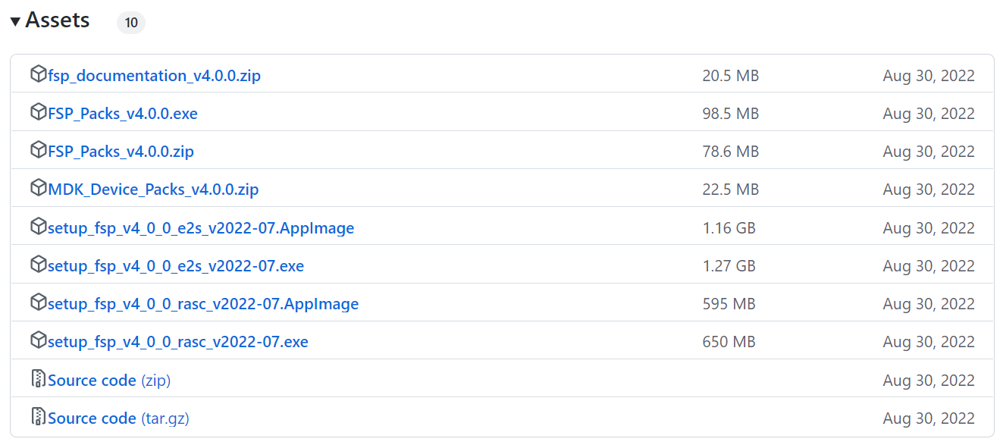 Assets 10
fsp_documentation_v4.0.0.zip 20.5 MB Aug 30, 2022
FSP_Packs_v4.0.0.exe 98.5 MB Aug 30, 2022
FSP_Packs_v4.0.0.zip 78.6 MB Aug 30, 2022
MDK_Device_Packs_v4.0.0.zip 22.5 MB Aug 30, 2022
setup_fsp_v4_0_0_e2s_v2022-07.AppImage 1.16 GB Aug 30, 2022
setup_fsp_v4_0_0_e2s_v2022-07.exe 1.27 GB Aug 30, 2022
setup_fsp_v4_0_0_rasc_v2022-07.AppImage 595 MB Aug 30, 2022
setup_fsp_v4_0_0_rasc_v2022-07.exe 650 MB Aug 30, 2022
Source code (zip) Aug 30, 2022
Source code (tar.gz) Aug 30, 2022